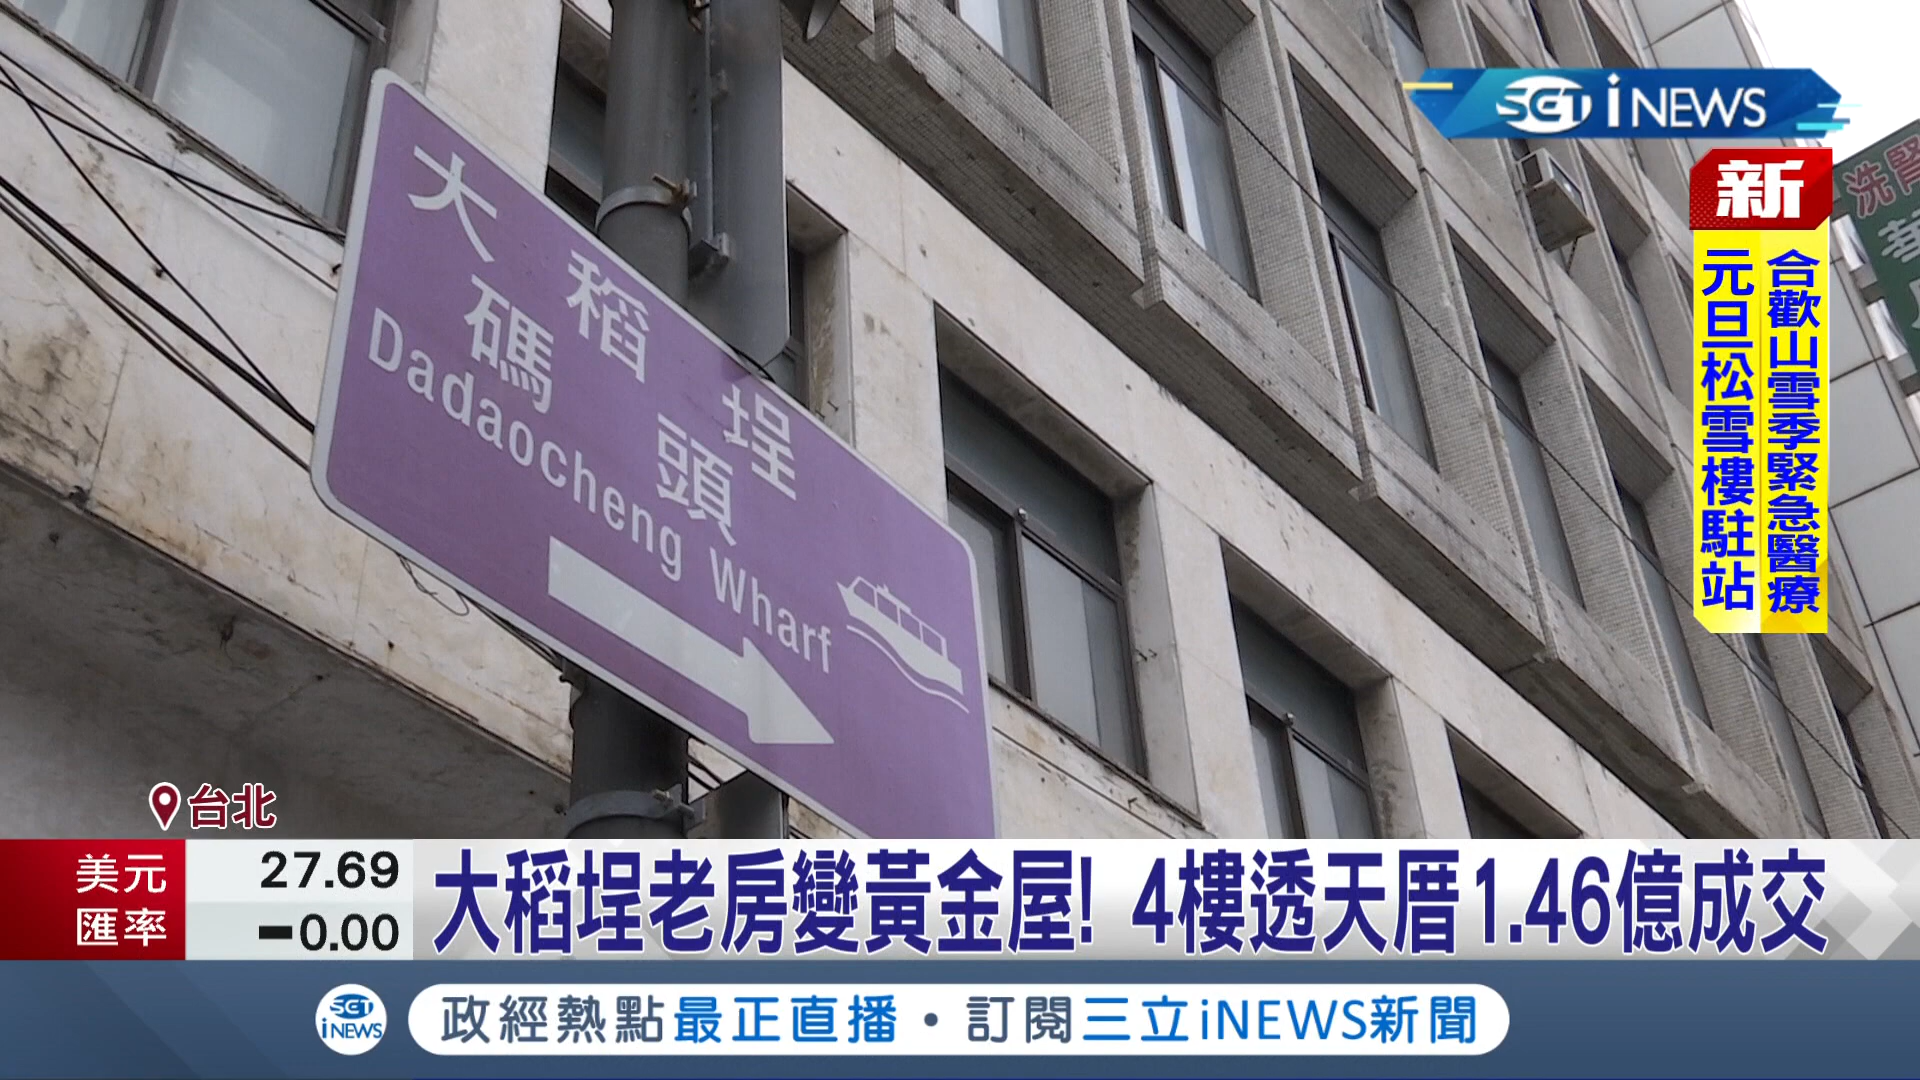 SET iNEWS
新
合歡山雪季緊急醫療
元旦松雪樓駐站
洗腎
大稻埕
碼頭
Dadaocheng Wharf
台北
美元
匯率
27.69
-0.00
大稻埕老房變黃金屋! 4樓透天厝1.46億成交
SET iNEWS
政經熱點最正直播・訂閱三立iNEWS新聞